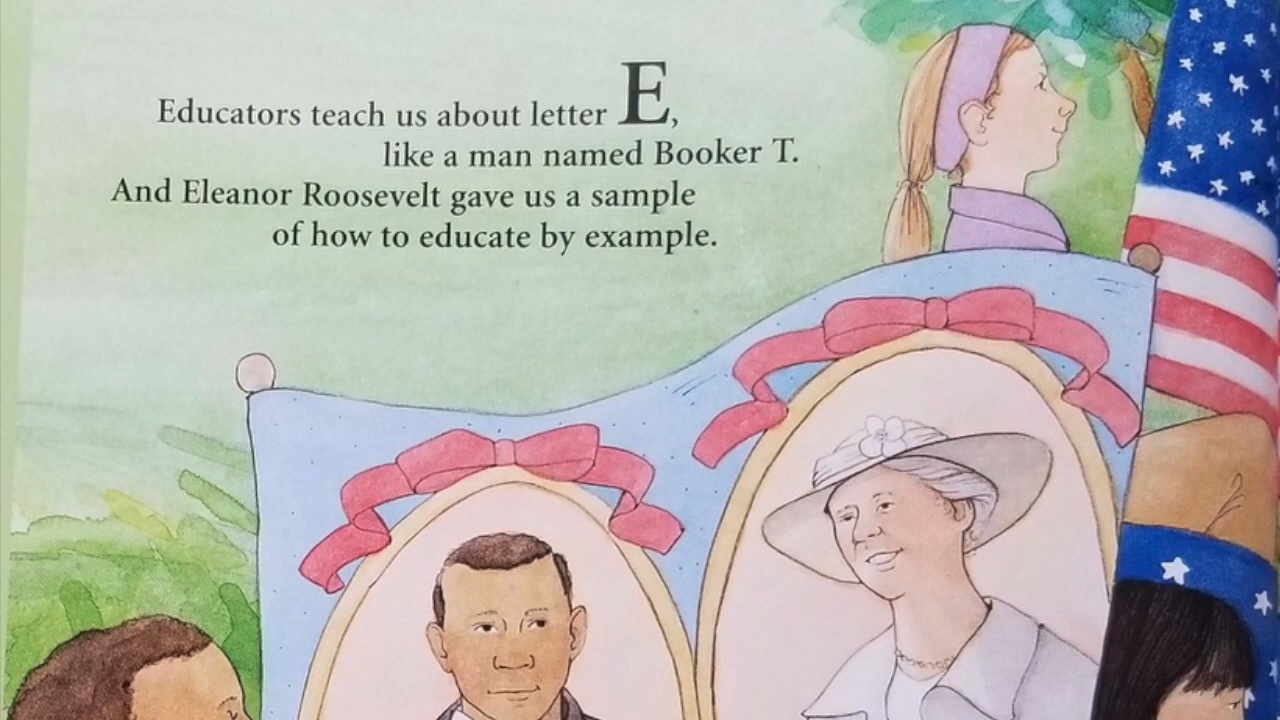 Educators teach us about letter E,
like a man named Booker T.
And Eleanor Roosevelt gave us a sample
of how to educate by example.